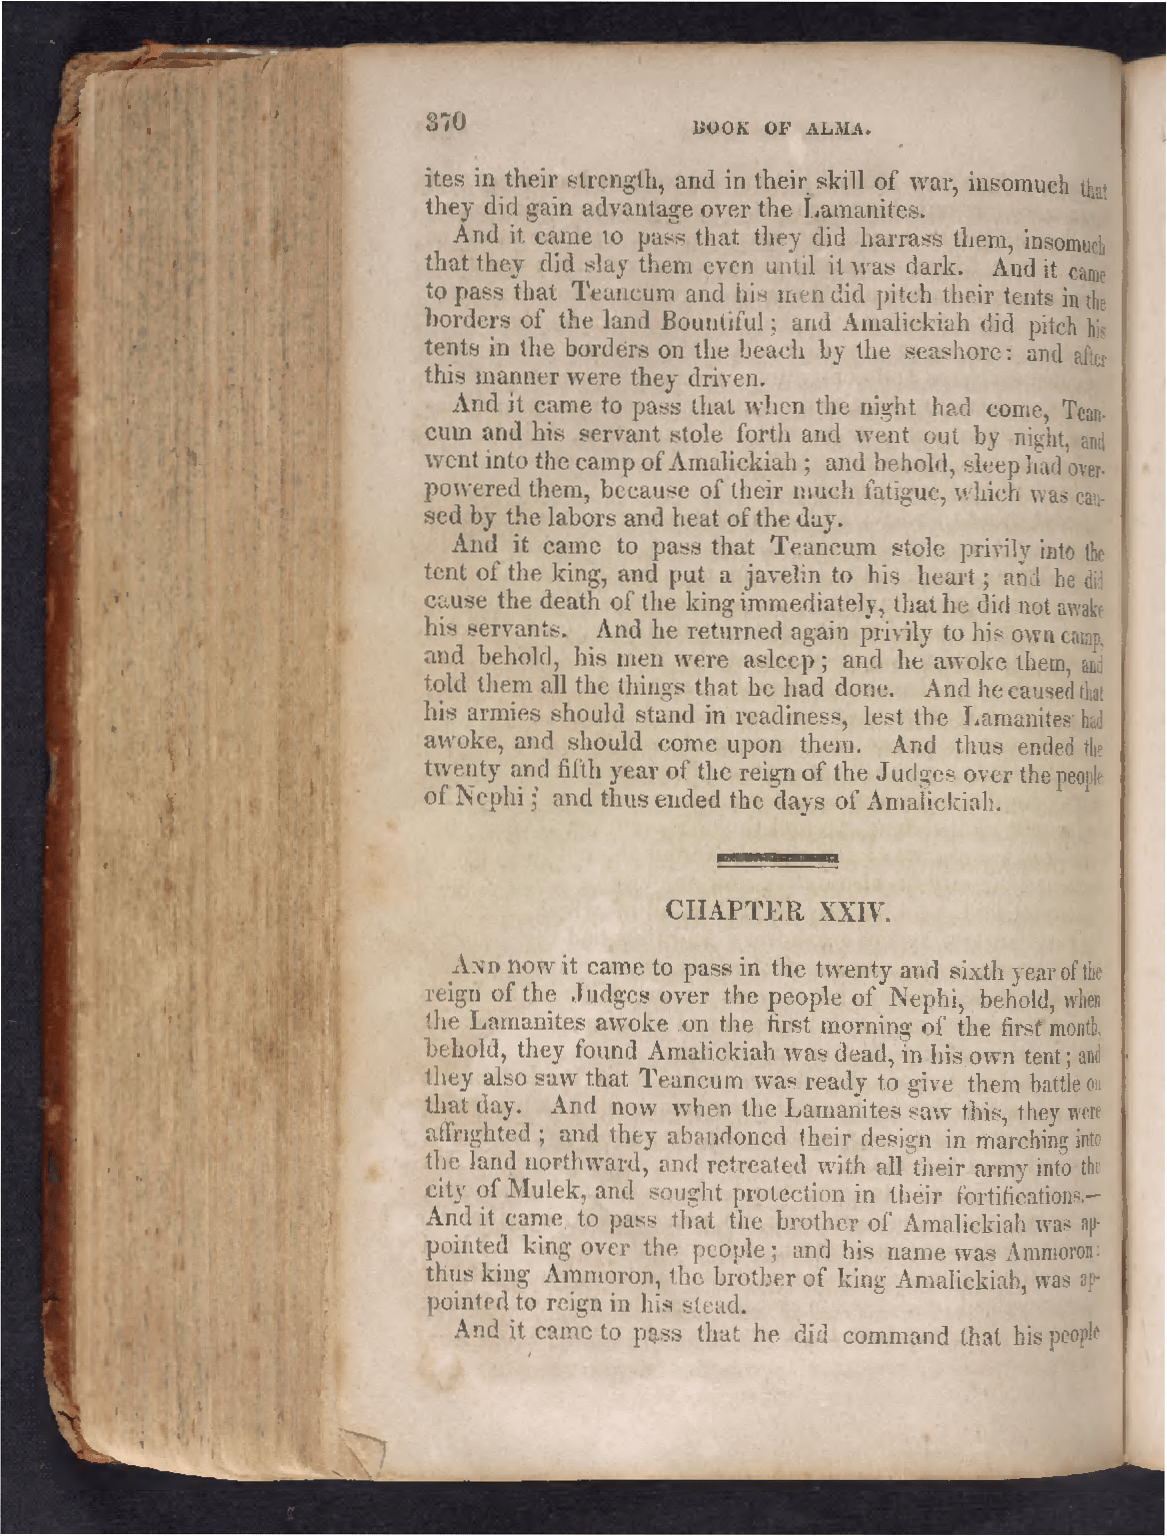 370
BOOK OF ALMA.
ites in their strength, and in their skill of war, insomuch that
they did gain advantage over the Lamanites.
And it came to pass that they did harrass them, insomuch
that they did slay them even until it was dark. And it came
to pass that Teancum and his men did pitch their tents in the
borders of the land Bountiful; and Amalickiah did pitch his
tents in the borders on the beach by the seashore: and after
this manner were they driven.
And it came to pass that when the night had come, Tean-
cum and his servant stole forth and went out by night, and
went into the camp of Amalickiah; and behold, sleep had over-
powered them, because of their much fatigue, which was cau-
sed by the labors and heat of the day.
And it came to pass that Teancum stole privily into the
tent of the king, and put a javelin to his heart; and he did
cause the death of the king immediately, that he did not awake
his servants. And he returned again privily to his own camp,
and behold, his men were asleep; and he awoke them, and
told them all the things that he had done. And he caused that
his armies should stand in readiness, lest the Lamanites had
awoke, and should come upon them. And thus ended the
twenty and fifth year of the reign of the Judges over the people
of Nephi; and thus ended the days of Amalickiah.
CHAPTER XXIV.
AND now it came to pass in the twenty and sixth year of the
reign of the Judges over the people of Nephi, behold, when
the Lamanites awoke on the first morning of the first month,
behold, they found Amalickiah was dead, in his own tent; and
they also saw that Teancum was ready to give them battle on
that day. And now when the Lamanites saw this, they were
affrighted; and they abandoned their design in marching into
the land northward, and retreated with all their army into the
city of Mulek, and sought protection in their fortifications.—
And it came to pass that the brother of Amalickiah was ap-
pointed king over the people; and his name was Ammoron:
thus king Ammoron, the brother of king Amalickiah, was ap-
pointed to reign in his stead.
And it came to pass that he did command that his people